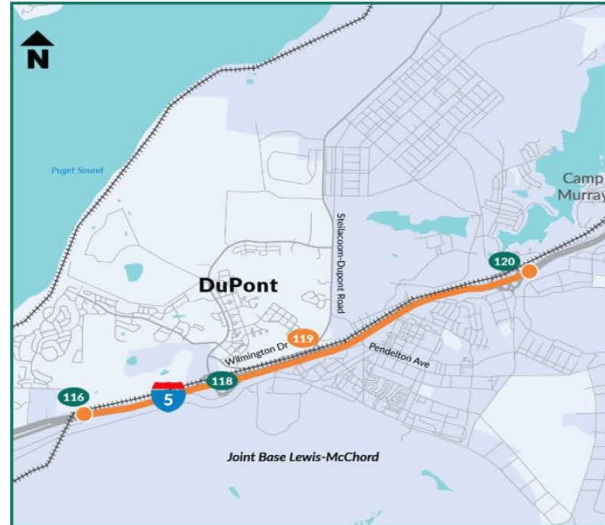 N
Puget Sound
Camp
Murray
Steilacoom-Dupont Road
120
DuPont
119
Wilmington Dr
Pendelton Ave
118
116
5
Joint Base Lewis-McChord